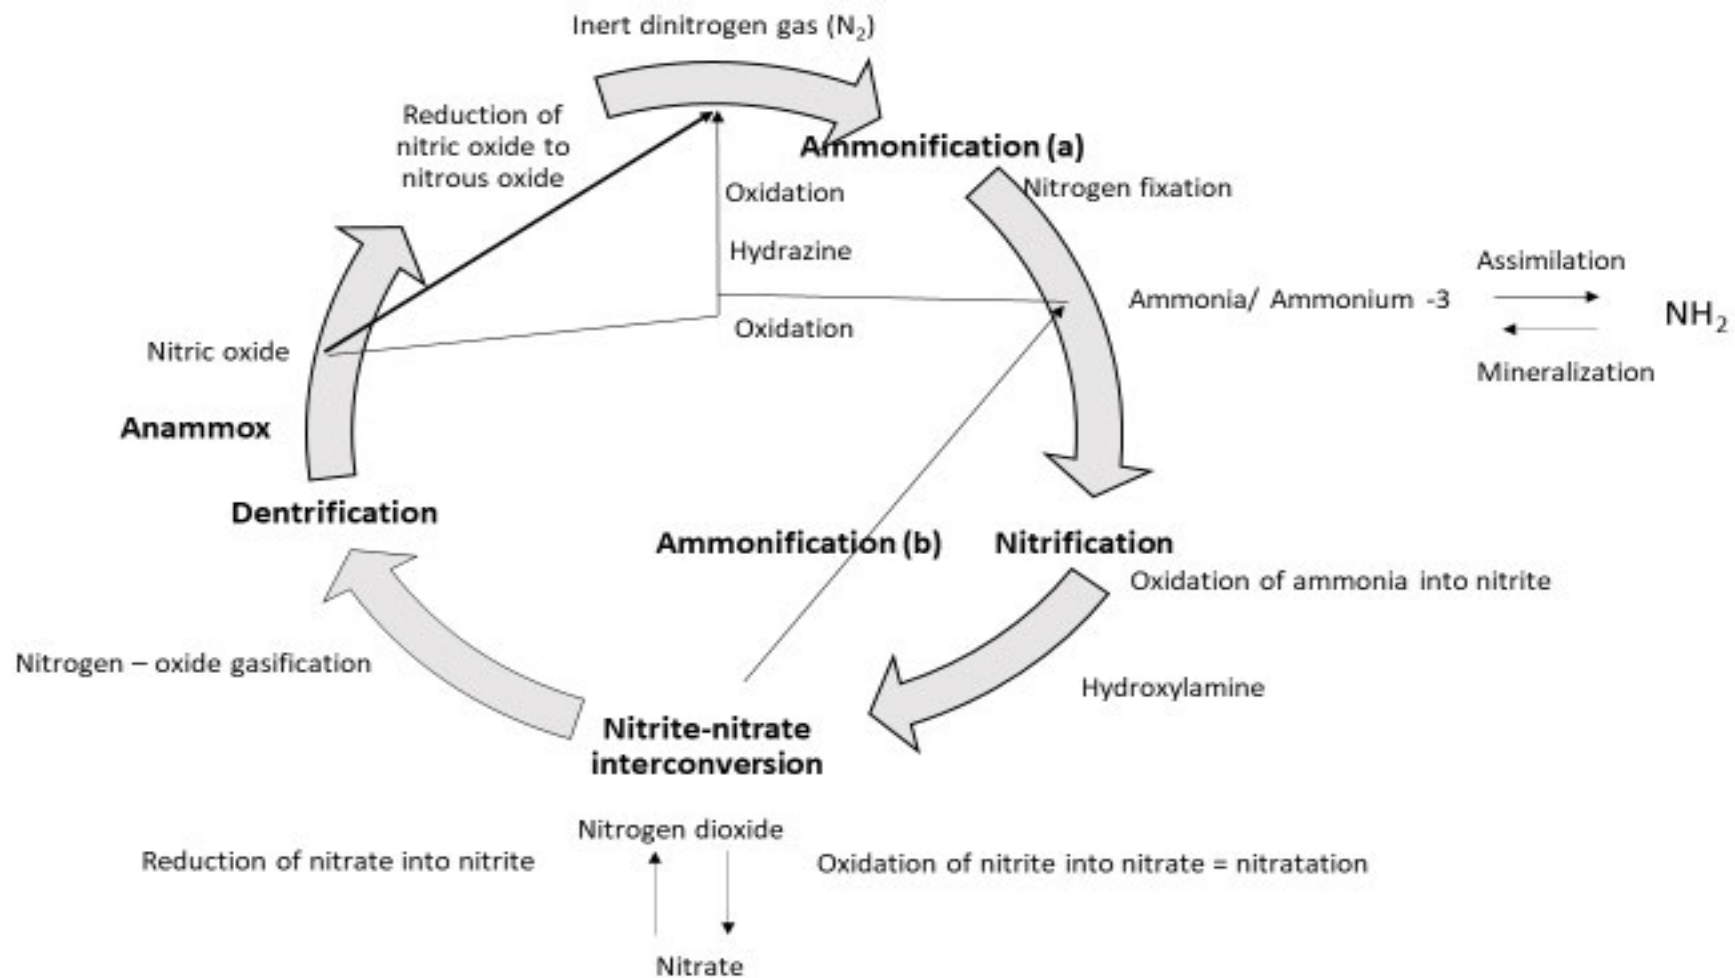 Inert dinitrogen gas (N₂)
Reduction of
nitric oxide to
nitrous oxide
Ammonification (a)
Oxidation
Nitrogen fixation
Hydrazine
Assimilation
Ammonia/ Ammonium -3
NH₂
Oxidation
Nitric oxide
Mineralization
Anammox
Dentrification
Ammonification (b)
Nitrification
Oxidation of ammonia into nitrite
Nitrogen – oxide gasification
Hydroxylamine
Nitrite-nitrate
interconversion
Nitrogen dioxide
Reduction of nitrate into nitrite
Oxidation of nitrite into nitrate = nitratation
Nitrate